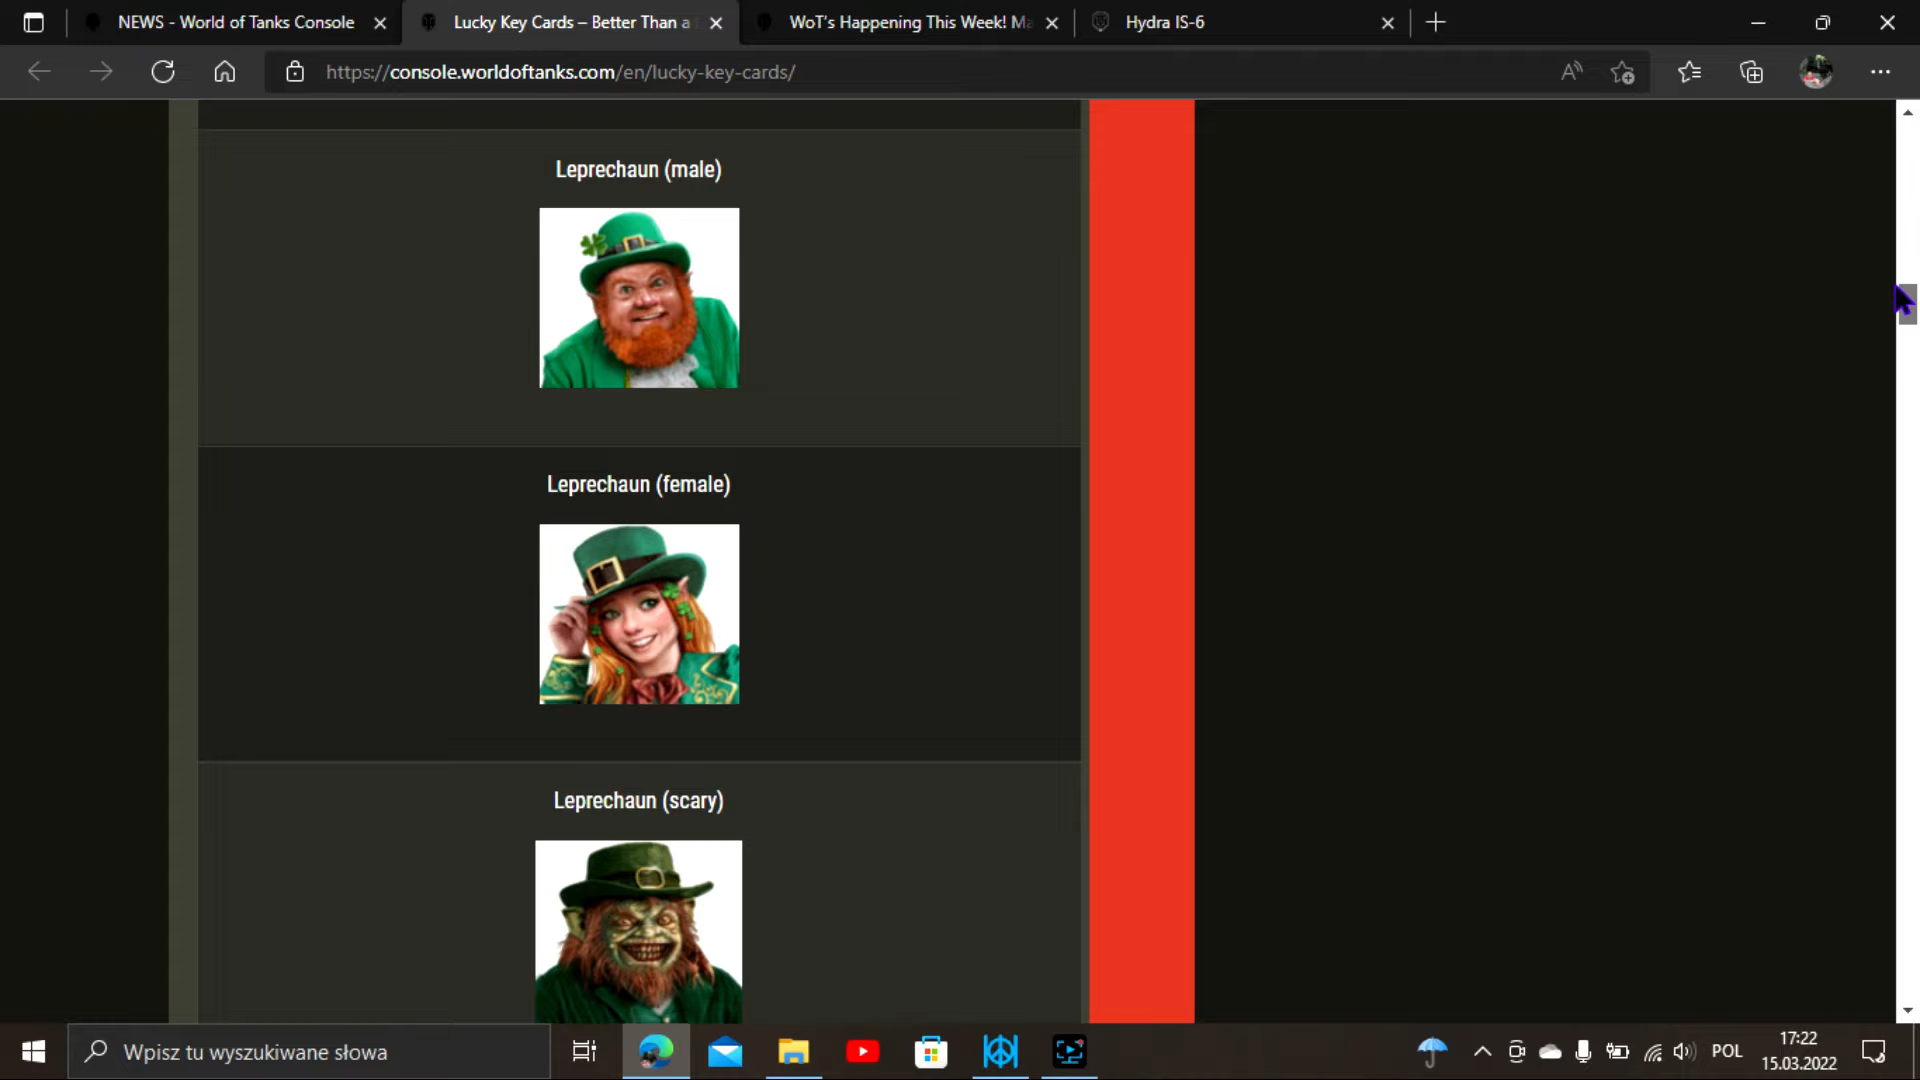 NEWS - World of Tanks Console
Lucky Key Cards – Better Than a
WoT's Happening This Week! Ma
Hydra IS-6
https://console.worldoftanks.com/en/lucky-key-cards/
Leprechaun (male)
Leprechaun (female)
Leprechaun (scary)
Wpisz tu wyszukiwane słowa
POL
17:22
15.03.2022